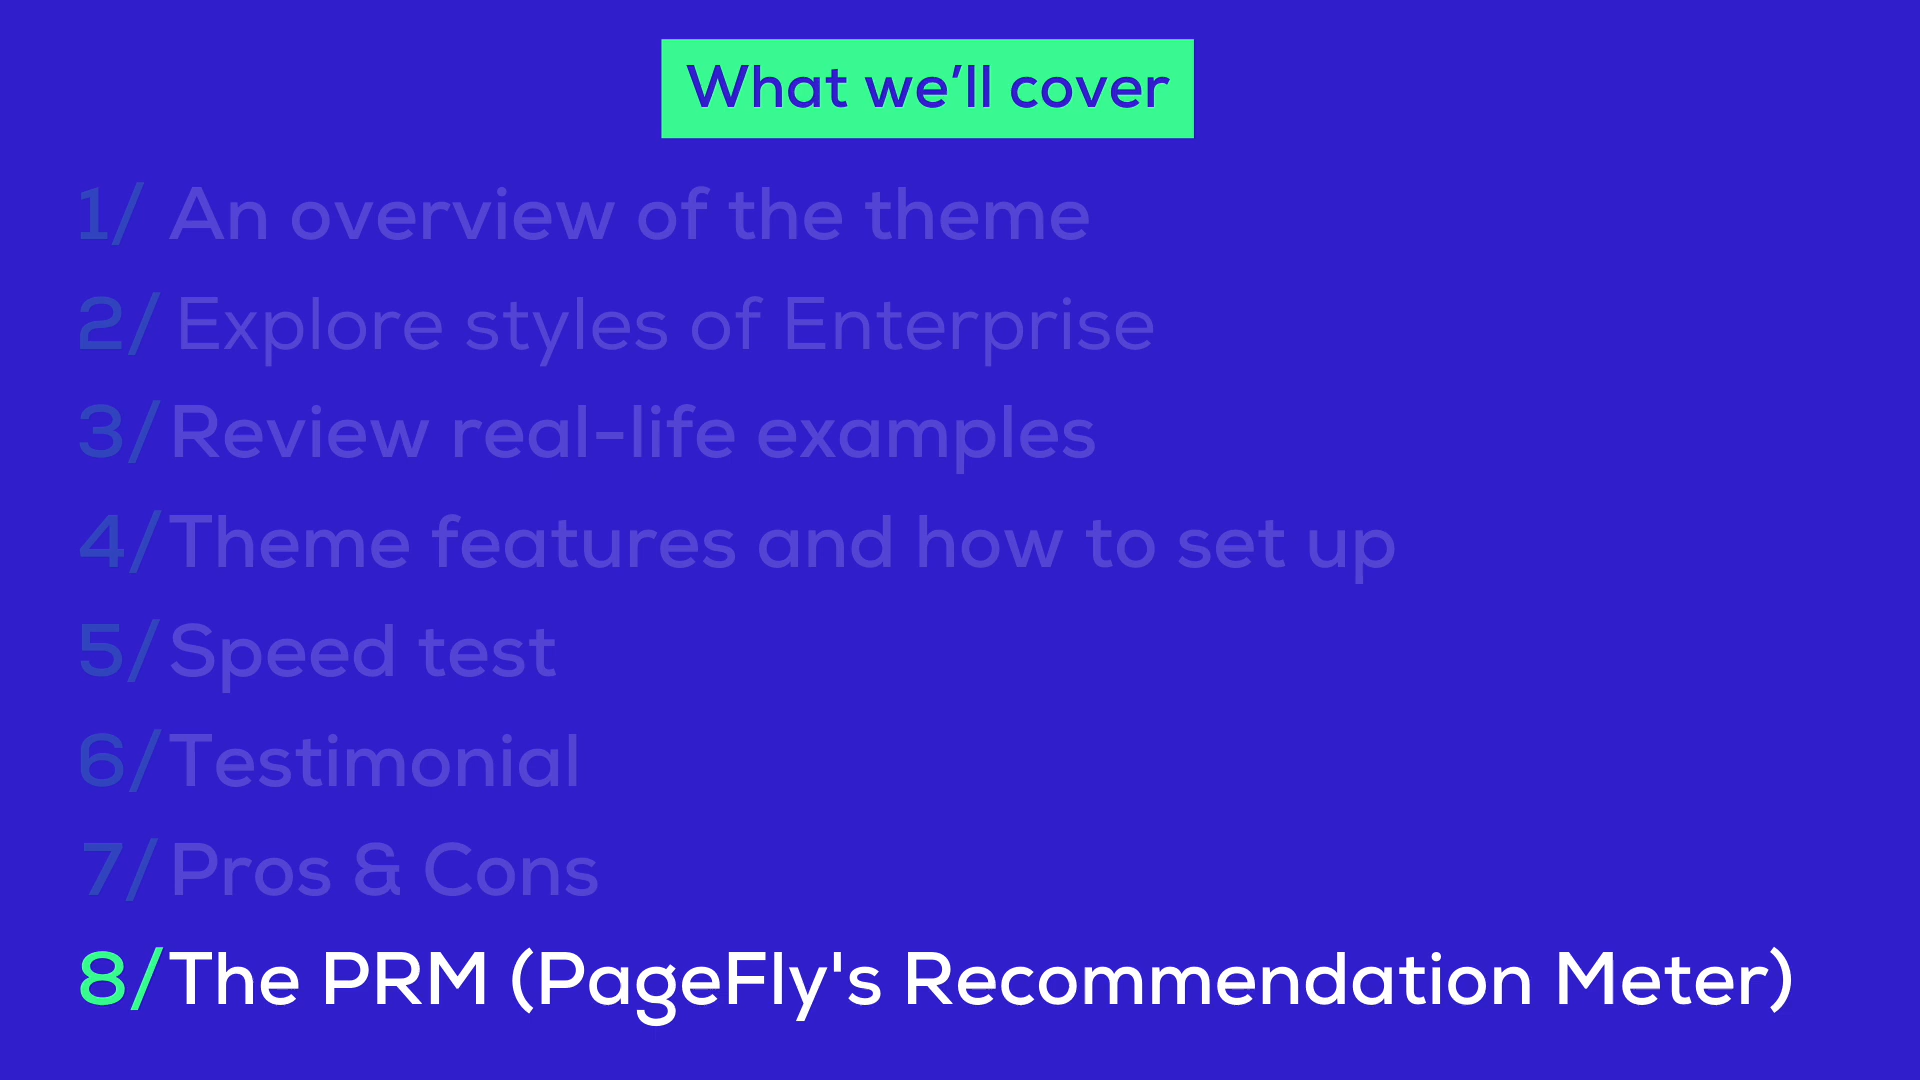 What we’ll cover
1/ An overview of the theme
2/ Explore styles of Enterprise
3/ Review real-life examples
4/ Theme features and how to set up
5/ Speed test
6/ Testimonial
7/ Pros & Cons
8/ The PRM (PageFly's Recommendation Meter)